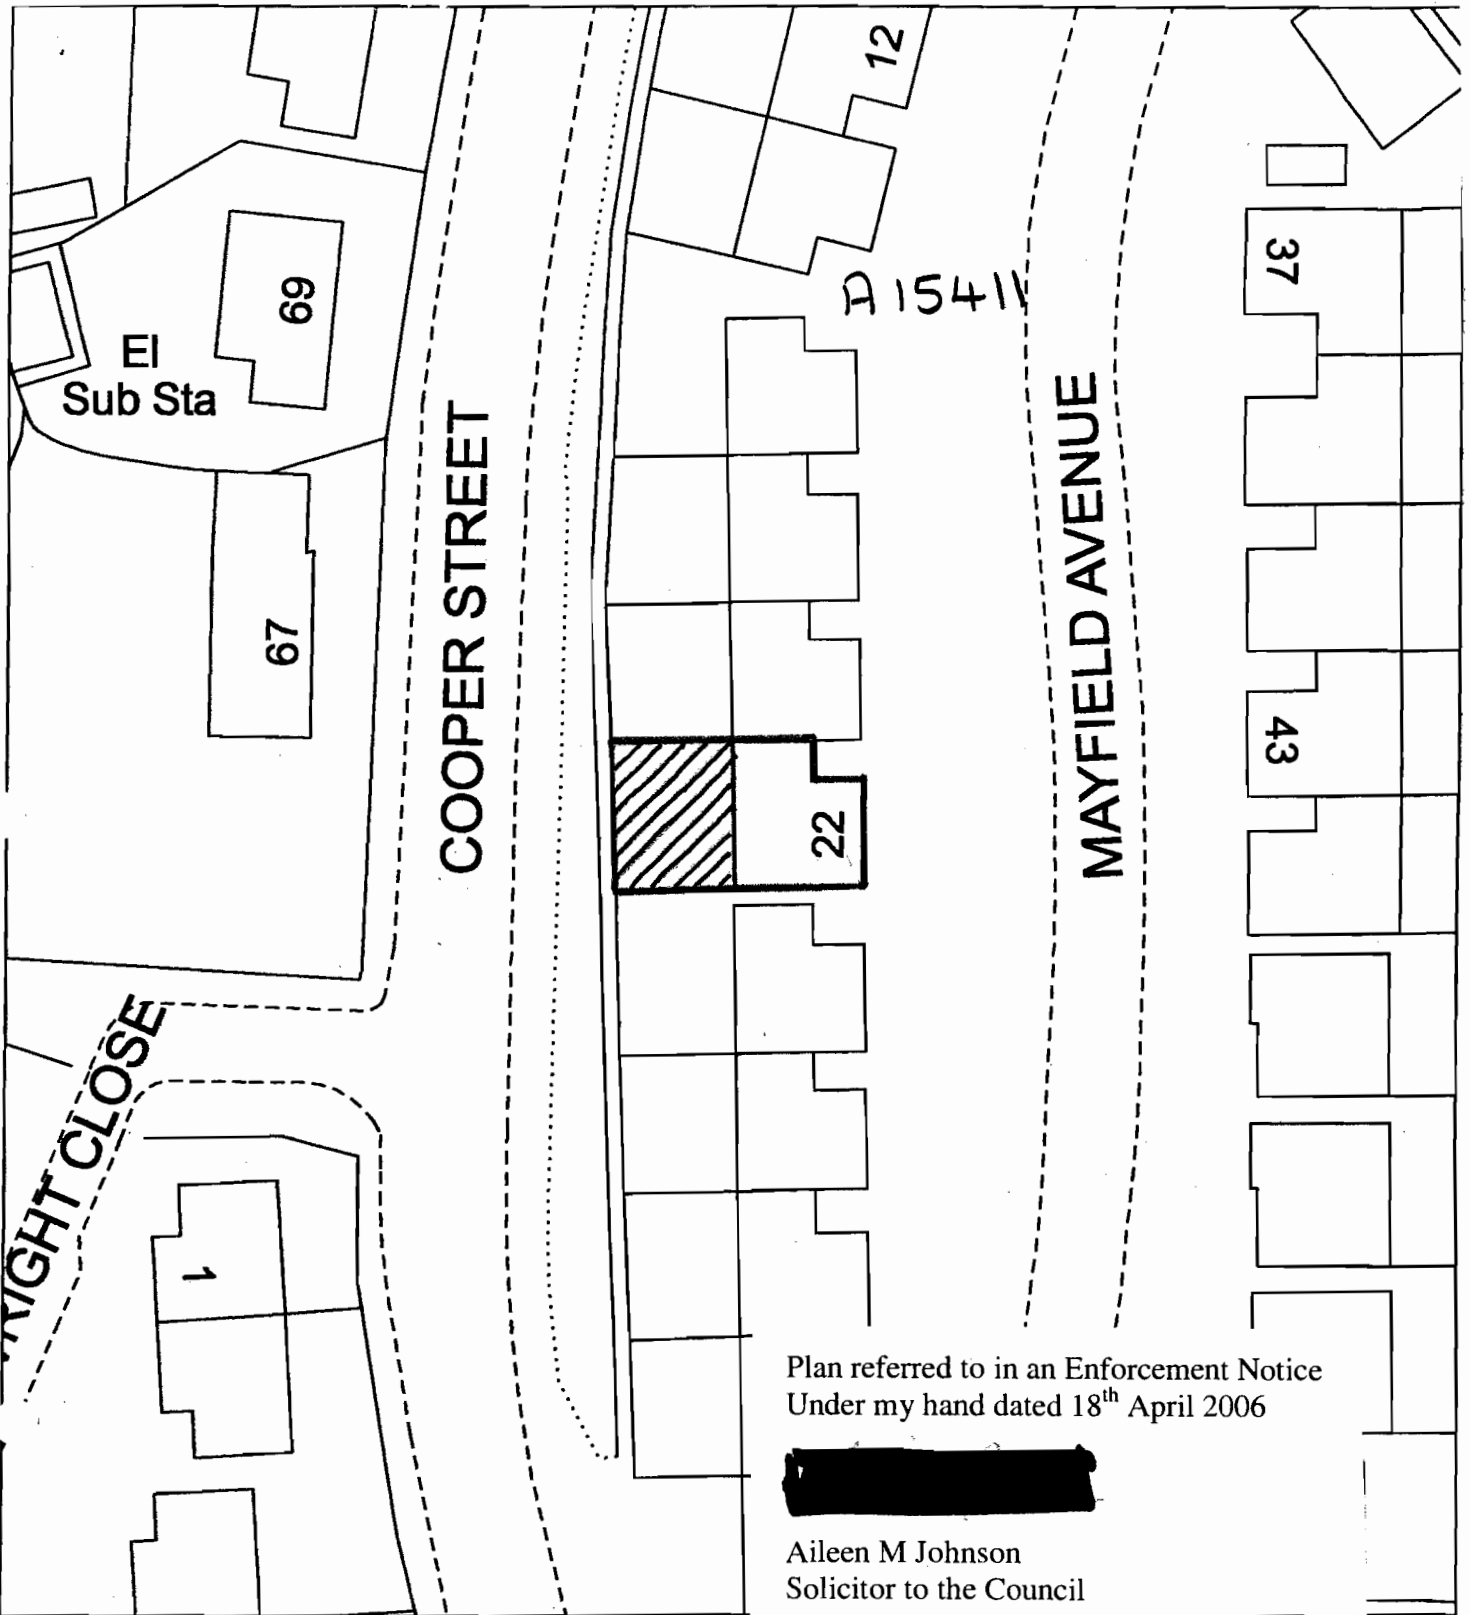 12
A15411
37
69
El
Sub Sta
COOPER STREET
MAYFIELD AVENUE
67
43
22
RIGHT CLOSE
1
Plan referred to in an Enforcement Notice
Under my hand dated 18th April 2006
Aileen M Johnson
Solicitor to the Council